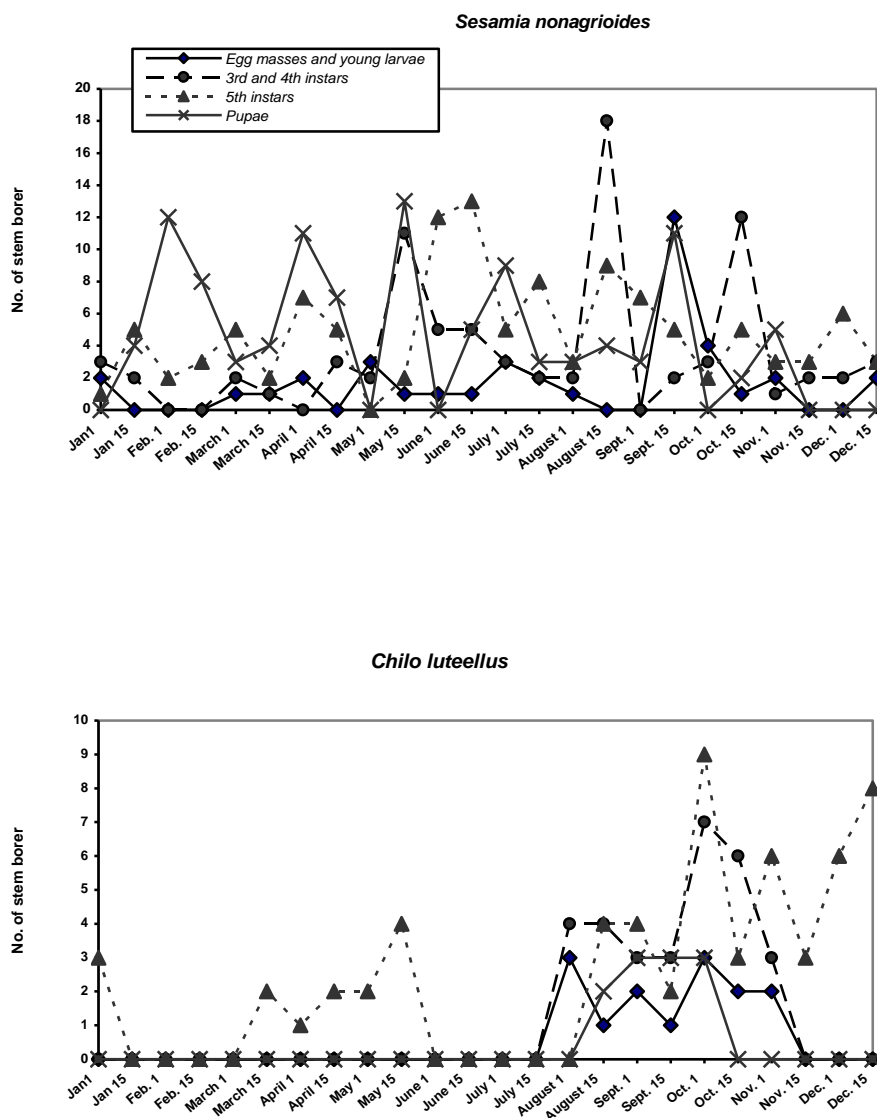 Sesamia nonagrioides
Egg masses and young larvae
3rd and 4th instars
5th instars
Pupae
No. of stem borer
20
18
16
14
12
10
8
6
4
2
0
Jan1
Jan 15
Feb. 1
Feb. 15
March 1
March 15
April 1
April 15
May 1
May 15
June 1
June 15
July 1
July 15
August 1
August 15
Sept. 1
Sept. 15
Oct. 1
Oct. 15
Nov. 1
Nov. 15
Dec. 1
Dec. 15
Chilo luteellus
No. of stem borer
10
9
8
7
6
5
4
3
2
1
0
Jan1
Jan 15
Feb. 1
Feb. 15
March 1
March 15
April 1
April 15
May 1
May 15
June 1
June 15
July 1
July 15
August 1
August 15
Sept. 1
Sept. 15
Oct. 1
Oct. 15
Nov. 1
Nov. 15
Dec. 1
Dec. 15